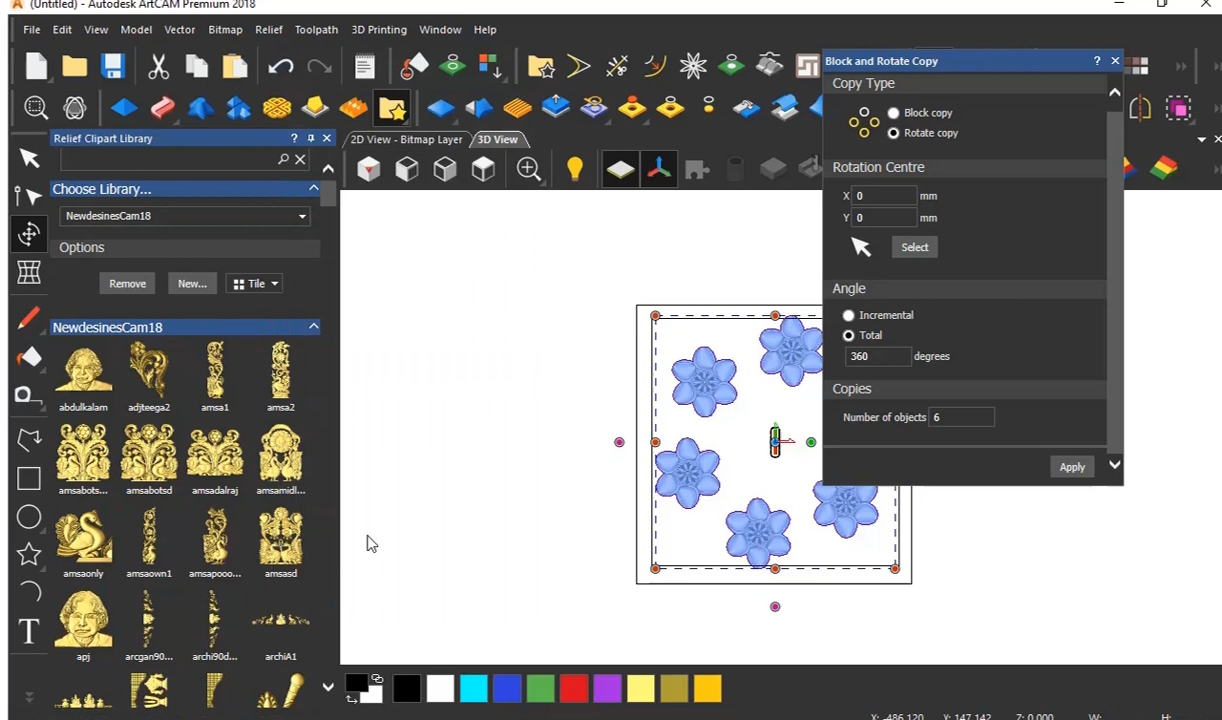 (Untitled) - Autodesk ArtCAM Premium 2018
File Edit View Model Vector Bitmap Relief Toolpath 3D Printing Window Help
Block and Rotate Copy ?
Copy Type
Block copy
Rotate copy
Rotation Centre
X 0 mm
Y 0 mm
Select
Angle
Incremental
Total
360 degrees
Copies
Number of objects 6
Apply
Relief Clipart Library ?
2D View - Bitmap Layer 3D View
Choose Library...
NewdesinesCam18
Options
Remove New... Tile
NewdesinesCam18
abdulkalam adjteega2 amsa1 amsa2
amsabots... amsabotsd amsadalraj amsamidl...
amsaonly amsaown1 amsapooo... amsasd
apj arcgan90... archi90d... archiA1
T
X: -486.120 Y: 147.142 Z: 0.000 W: H: